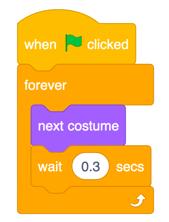 when clicked
forever
next costume
wait 0.3 secs